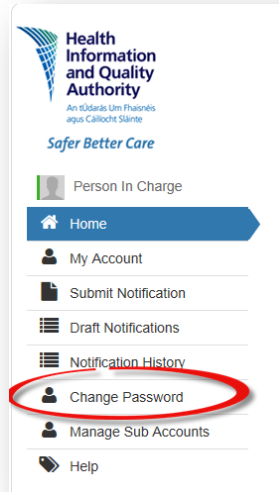 Health
Information
and Quality
Authority
An tÚdarás Um Fhaisnéis
agus Cáilíocht Sláinte
Safer Better Care
Person In Charge
Home
My Account
Submit Notification
Draft Notifications
Notification History
Change Password
Manage Sub Accounts
Help